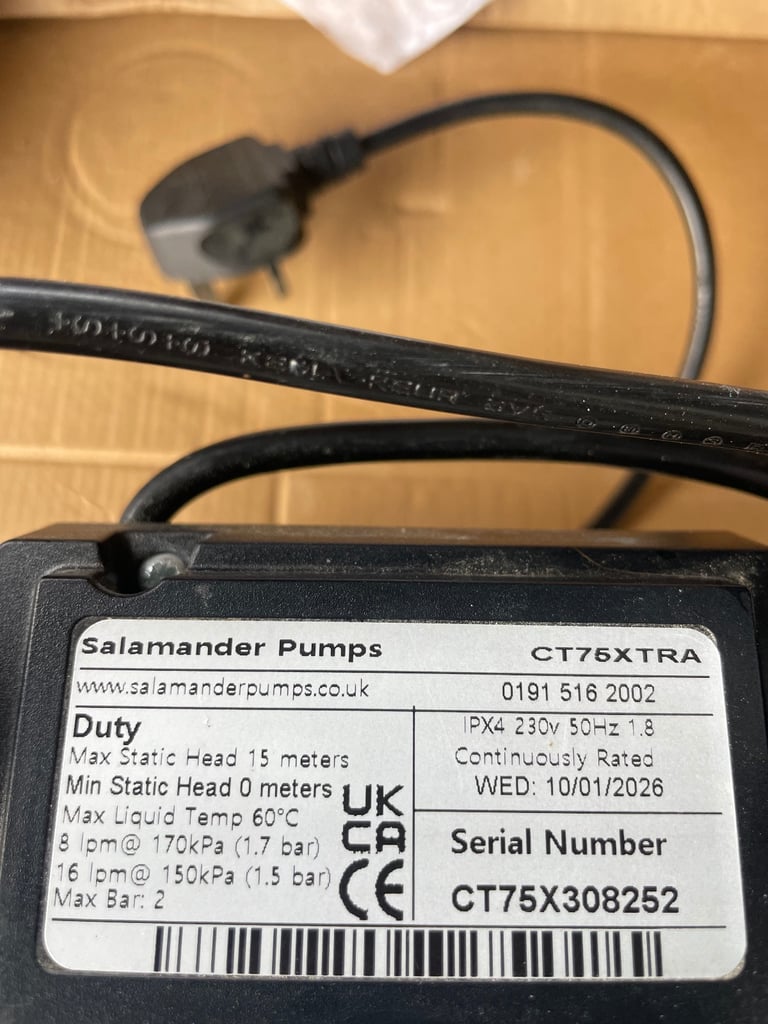 Salamander Pumps CT75XTRA
www.salamanderpumps.co.uk 0191 516 2002
Duty
Max Static Head 15 meters
Min Static Head 0 meters
Max Liquid Temp 60°C
8 lpm@ 170kPa (1.7 bar)
16 lpm@ 150kPa (1.5 bar)
Max Bar: 2
UK
CA
CE
IPX4 230v 50Hz 1.8
Continuously Rated
WED: 10/01/2026
Serial Number
CT75X308252